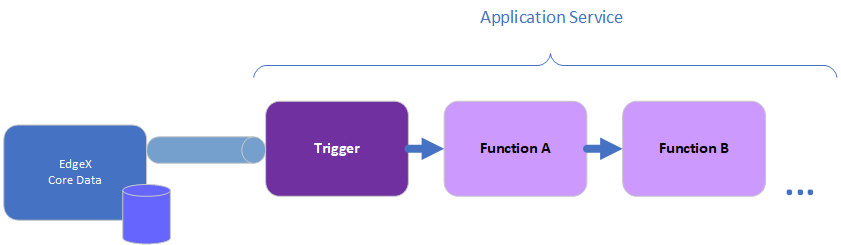 Application Service
EdgeX
Core Data
Trigger
Function A
Function B
...